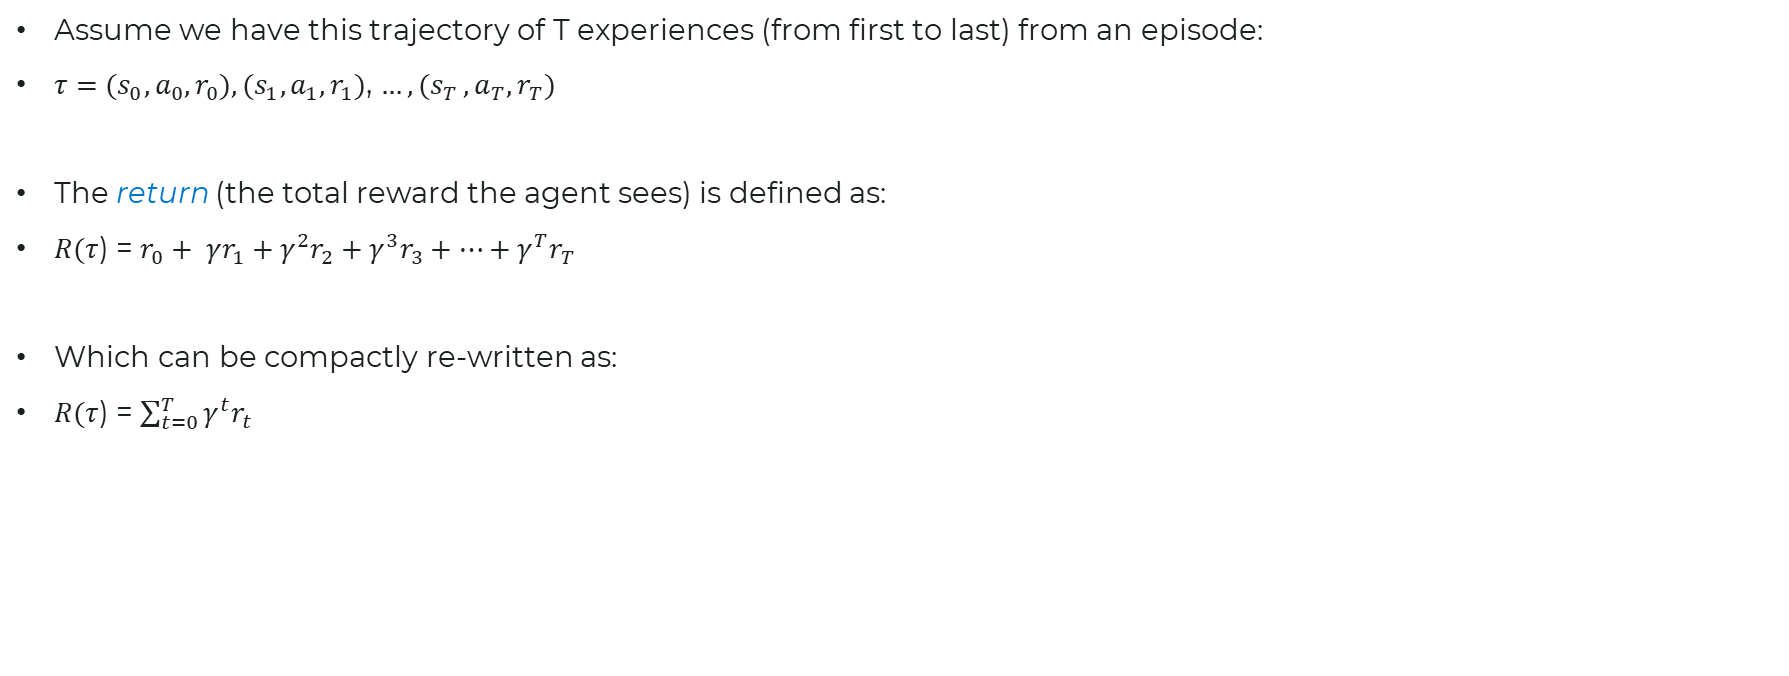 • Assume we have this trajectory of T experiences (from first to last) from an episode:
• τ = (s₀, a₀, r₀), (s₁, a₁, r₁), … , (s_T , a_T, r_T)
• The return (the total reward the agent sees) is defined as:
• R(τ) = r₀ + γr₁ + γ²r₂ + γ³r₃ + ⋯ + γ^T r_T
• Which can be compactly re-written as:
• R(τ) = ∑_{t=0}^{T} γ^t r_t